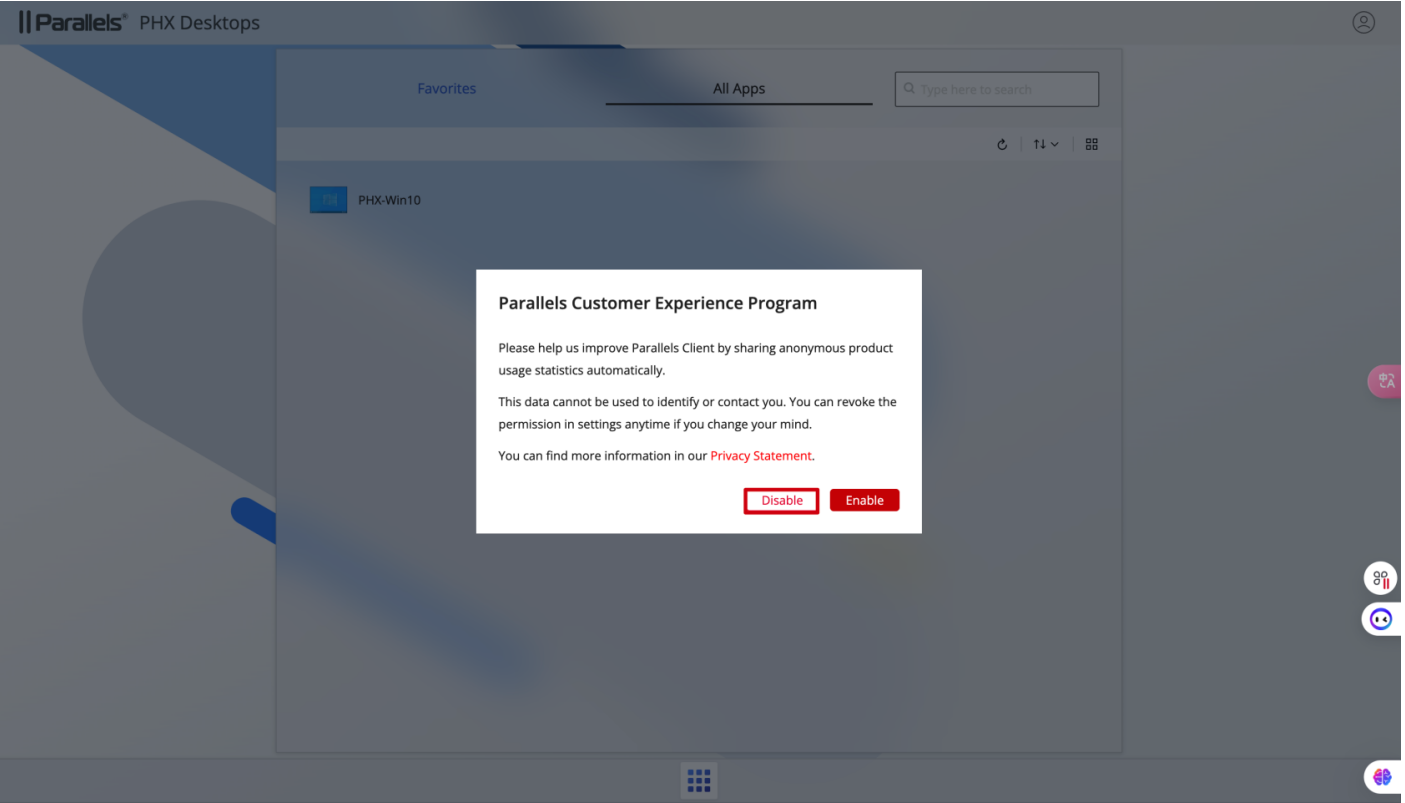 Parallels® PHX Desktops
Favorites
All Apps
Type here to search
PHX-Win10
Parallels Customer Experience Program
Please help us improve Parallels Client by sharing anonymous product
usage statistics automatically.
This data cannot be used to identify or contact you. You can revoke the
permission in settings anytime if you change your mind.
You can find more information in our Privacy Statement.
Disable
Enable